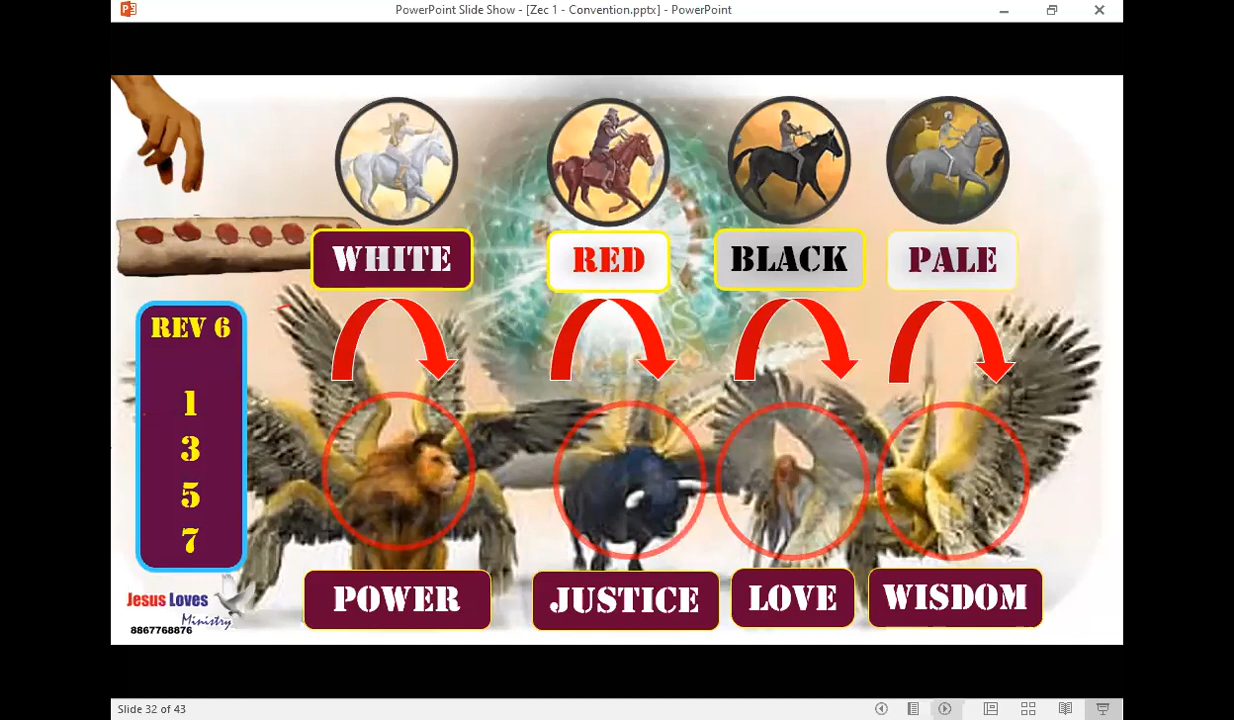 PowerPoint Slide Show - [Zec 1 - Convention.pptx] - PowerPoint
WHITE
RED
BLACK
PALE
REV 6
1
3
5
7
POWER
JUSTICE
LOVE
WISDOM
Jesus Loves
Ministry
8867768876
Slide 32 of 43